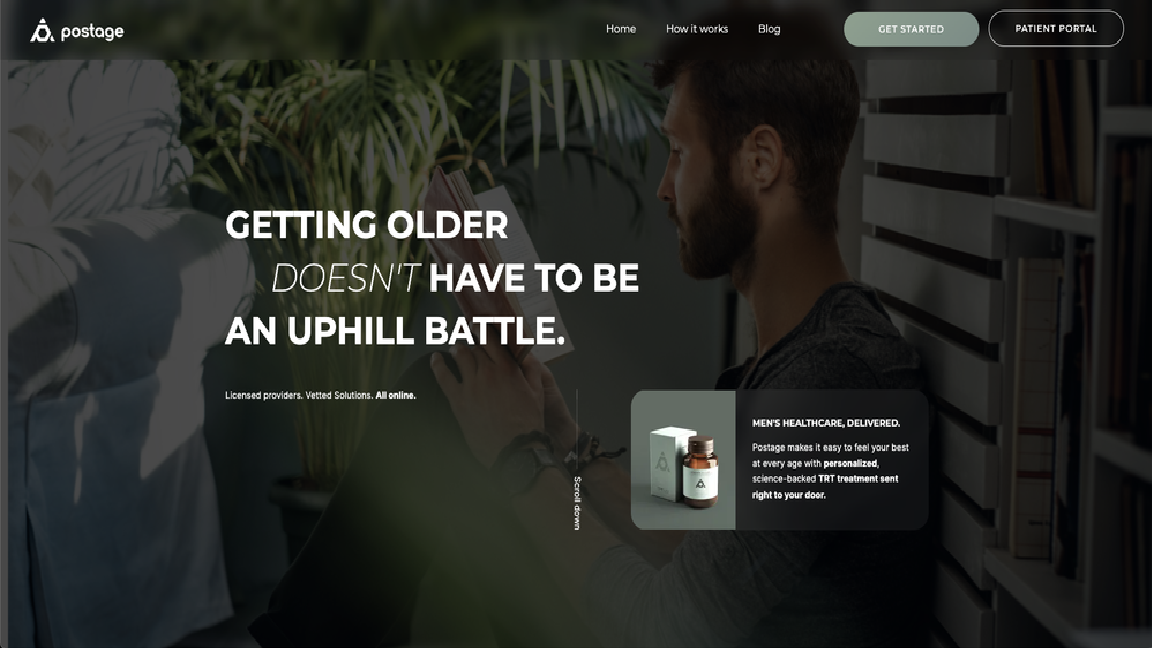 postage
Home
How it works
Blog
GET STARTED
PATIENT PORTAL
GETTING OLDER
DOESN'T HAVE TO BE
AN UPHILL BATTLE.
Licensed providers. Vetted Solutions. All online.
Scroll down
MEN'S HEALTHCARE, DELIVERED.
Postage makes it easy to feel your best
at every age with personalized,
science-backed TRT treatment sent
right to your door.